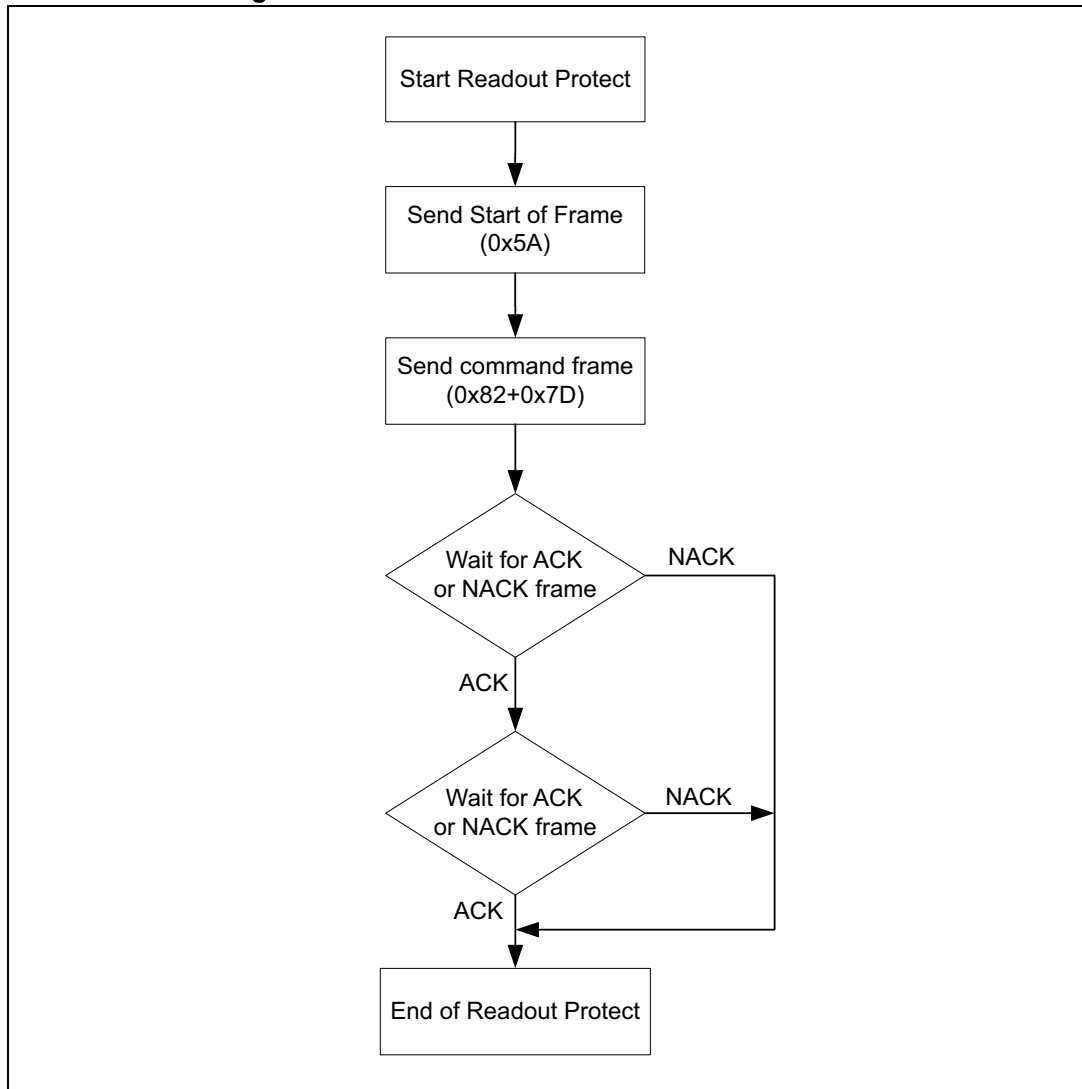 Start Readout Protect
Send Start of Frame
(0x5A)
Send command frame
(0x82+0x7D)
Wait for ACK
or NACK frame
NACK
ACK
Wait for ACK
or NACK frame
NACK
ACK
End of Readout Protect